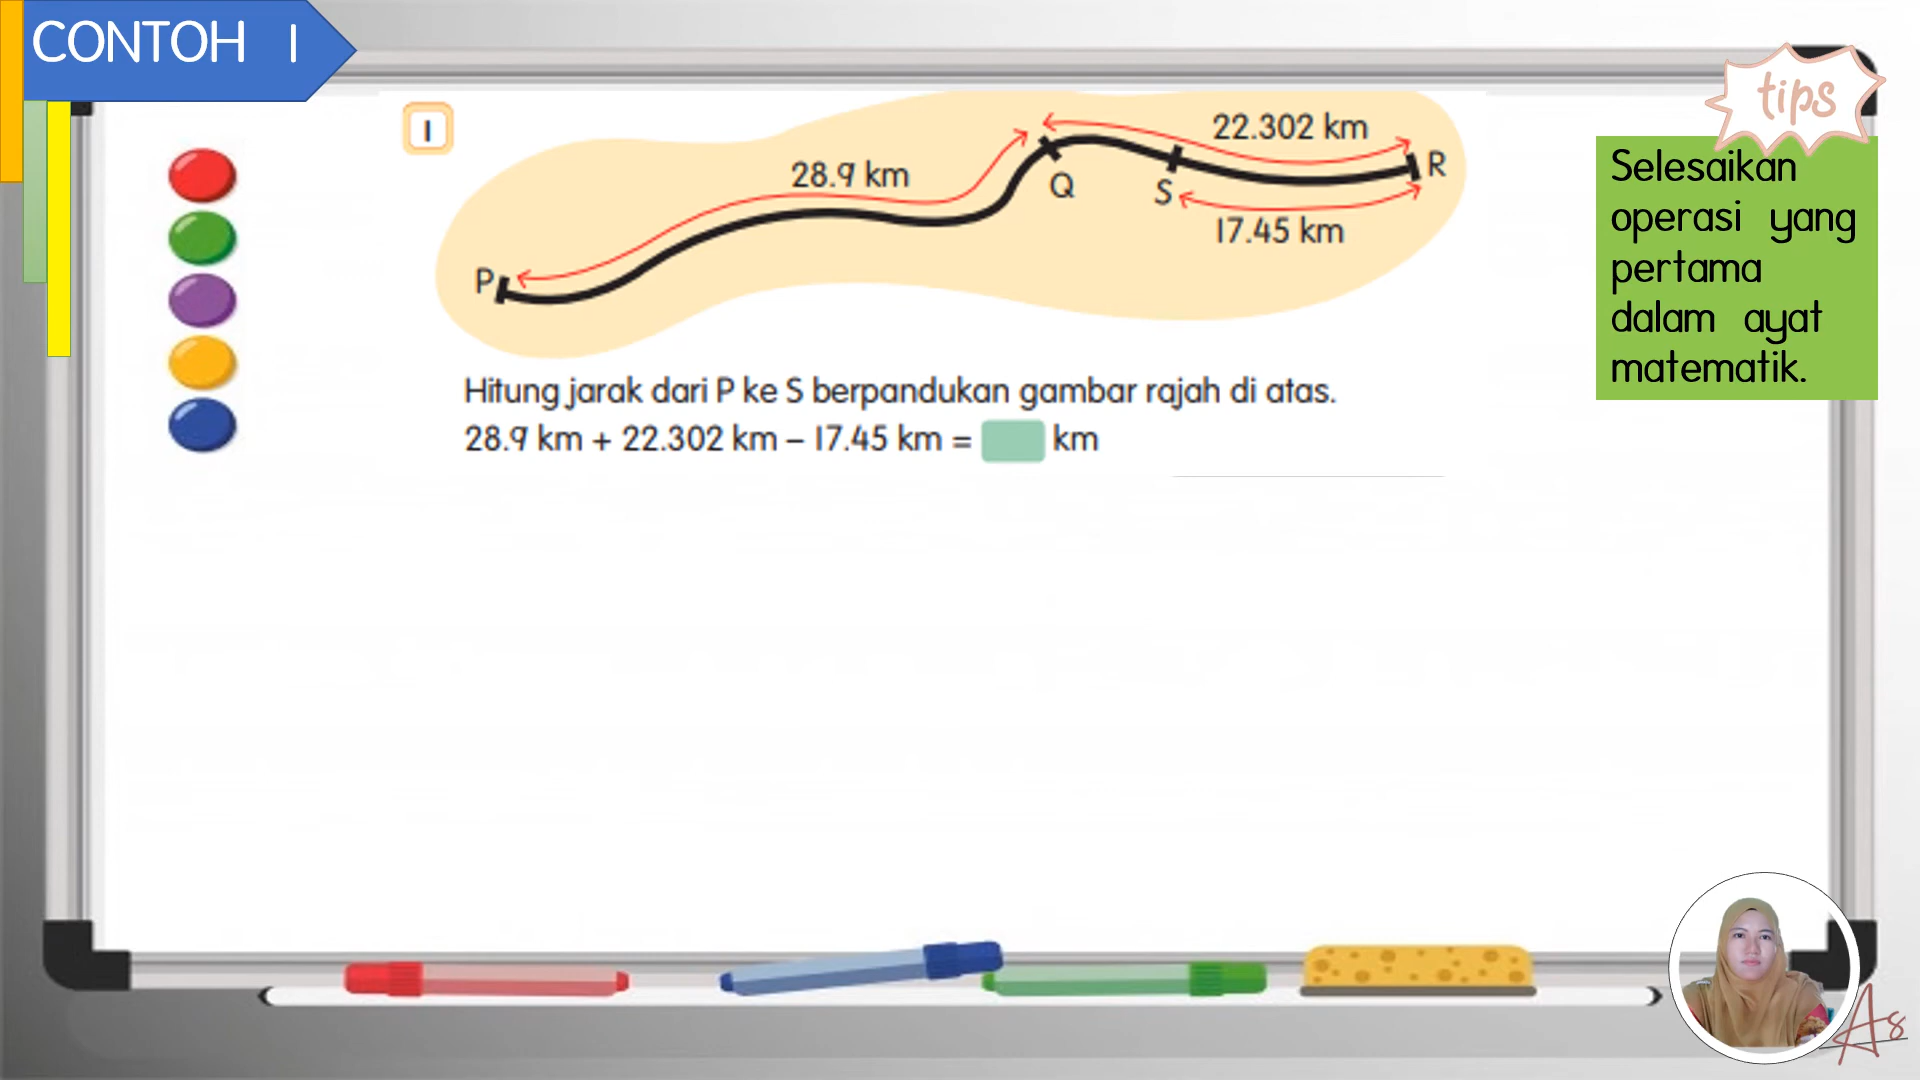 CONTOH 1
tips
1
28.9 km
22.302 km
P
Q
S
R
17.45 km
Selesaikan
operasi yang
pertama
dalam ayat
matematik.
Hitung jarak dari P ke S berpandukan gambar rajah di atas.
28.9 km + 22.302 km – 17.45 km = km
As